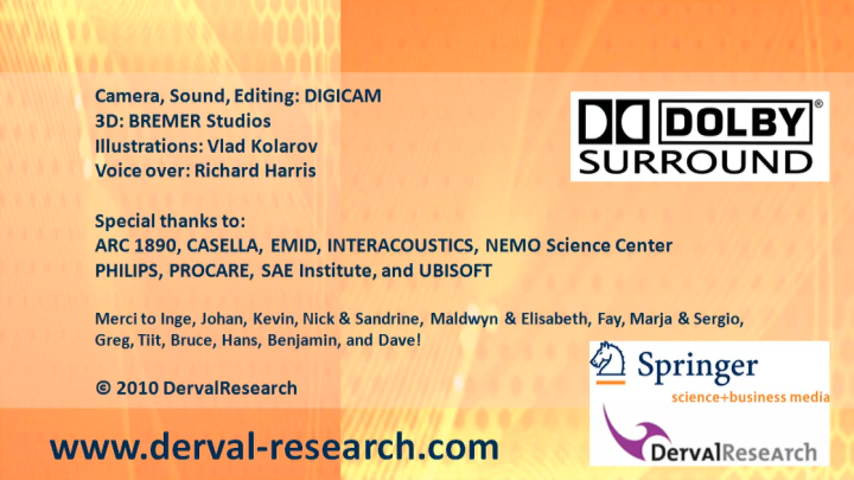 Camera, Sound, Editing: DIGICAM
3D: BREMER Studios
Illustrations: Vlad Kolarov
Voice over: Richard Harris
DOLBY®
SURROUND
Special thanks to:
ARC 1890, CASELLA, EMID, INTERACOUSTICS, NEMO Science Center
PHILIPS, PROCARE, SAE Institute, and UBISOFT
Merci to Inge, Johan, Kevin, Nick & Sandrine, Maldwyn & Elisabeth, Fay, Marja & Sergio,
Greg, Tiit, Bruce, Hans, Benjamin, and Dave!
© 2010 DervalResearch
Springer
science+business media
DervalResearch
www.derval-research.com